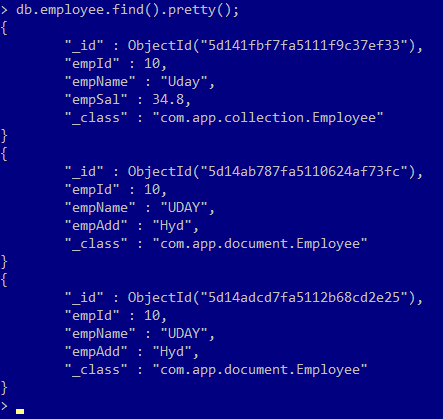 > db.employee.find().pretty();
{
        "_id" : ObjectId("5d141fbf7fa5111f9c37ef33"),
        "empId" : 10,
        "empName" : "Uday",
        "empSal" : 34.8,
        "_class" : "com.app.collection.Employee"
}
{
        "_id" : ObjectId("5d14ab787fa5110624af73fc"),
        "empId" : 10,
        "empName" : "UDAY",
        "empAdd" : "Hyd",
        "_class" : "com.app.document.Employee"
}
{
        "_id" : ObjectId("5d14adcd7fa5112b68cd2e25"),
        "empId" : 10,
        "empName" : "UDAY",
        "empAdd" : "Hyd",
        "_class" : "com.app.document.Employee"
}
>